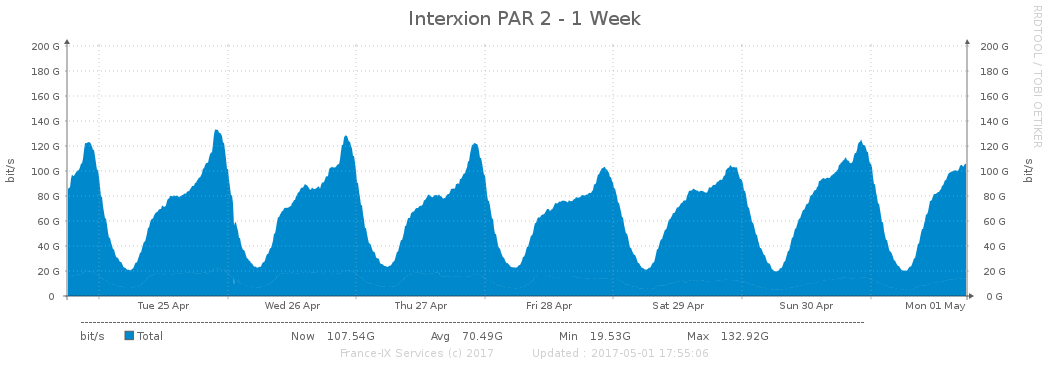 Interxion PAR 2 - 1 Week
RRDTOOL / TOBI OETIKER
200 G 200 G
180 G 180 G
160 G 160 G
140 G 140 G
120 G 120 G
100 G 100 G
80 G 80 G
60 G 60 G
40 G 40 G
20 G 20 G
0 0 G
bit/s
bit/s
Tue 25 Apr Wed 26 Apr Thu 27 Apr Fri 28 Apr Sat 29 Apr Sun 30 Apr Mon 01 May
bit/s Total Now 107.54G Avg 70.49G Min 19.53G Max 132.92G
France-IX Services (c) 2017 Updated : 2017-05-01 17:55:06